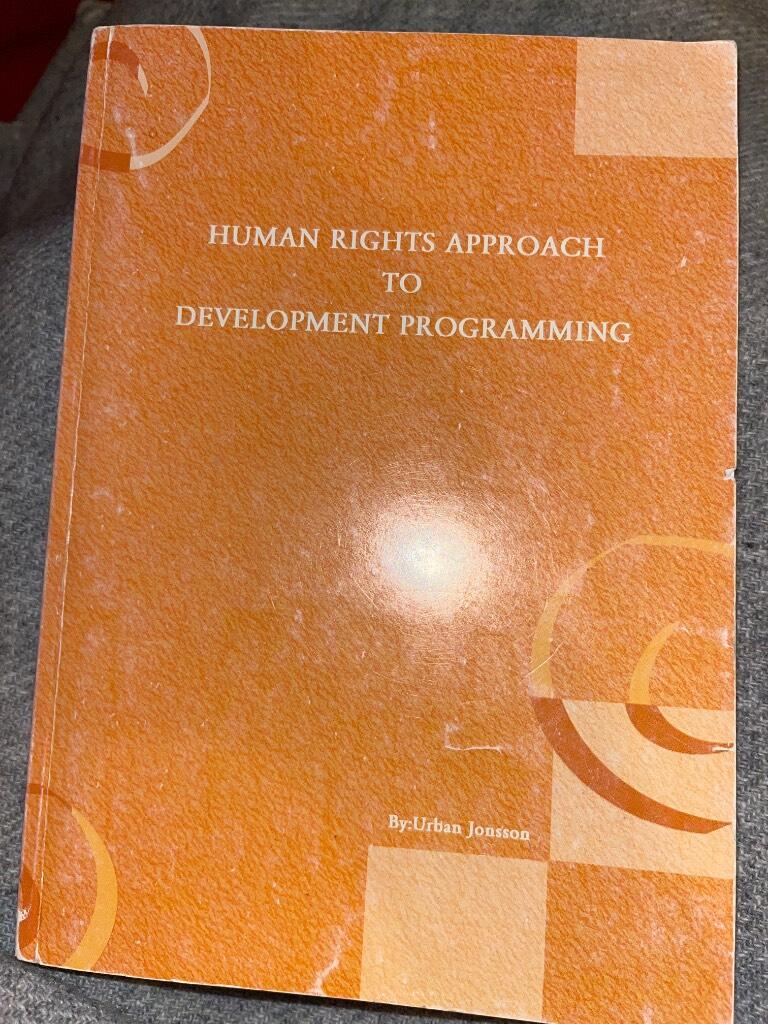 HUMAN RIGHTS APPROACH
TO
DEVELOPMENT PROGRAMMING
By:Urban Jonsson